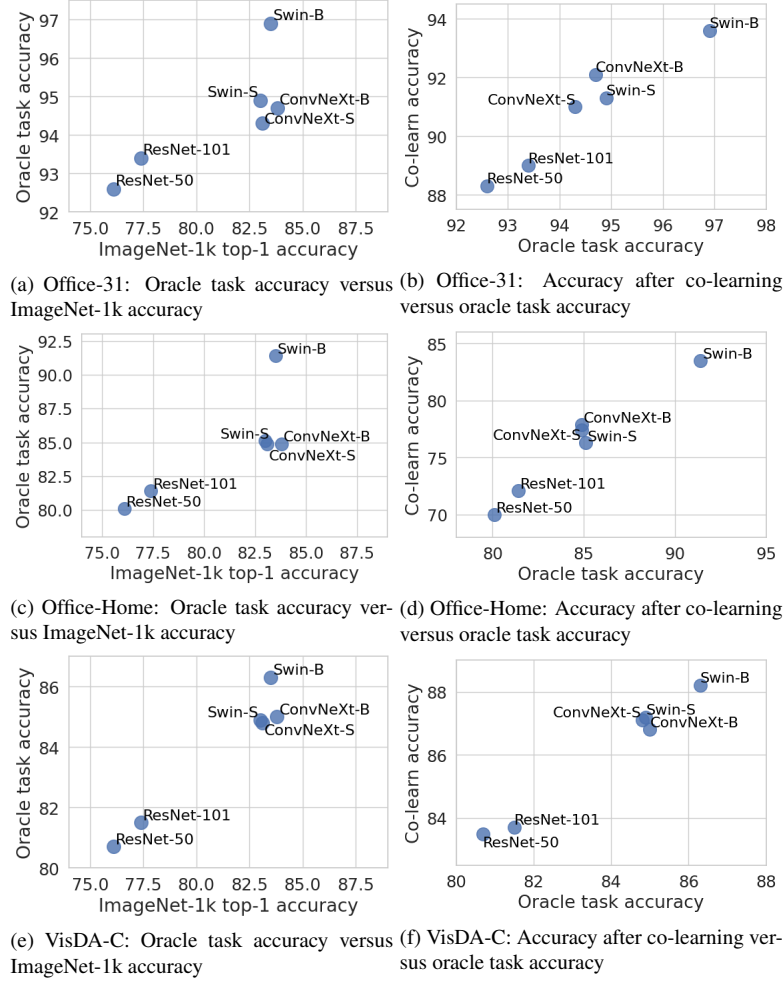 97
96
95
94
93
92
Oracle task accuracy
Swin-B
Swin-S
ConvNeXt-B
ConvNeXt-S
ResNet-101
ResNet-50
75.0 77.5 80.0 82.5 85.0 87.5
ImageNet-1k top-1 accuracy
(a) Office-31: Oracle task accuracy versus
ImageNet-1k accuracy
94
92
90
88
Co-learn accuracy
Swin-B
ConvNeXt-B
Swin-S
ConvNeXt-S
ResNet-101
ResNet-50
92 93 94 95 96 97 98
Oracle task accuracy
(b) Office-31: Accuracy after co-learning
versus oracle task accuracy
92.5
90.0
87.5
85.0
82.5
80.0
Oracle task accuracy
Swin-B
Swin-S
ConvNeXt-B
ConvNeXt-S
ResNet-101
ResNet-50
75.0 77.5 80.0 82.5 85.0 87.5
ImageNet-1k top-1 accuracy
(c) Office-Home: Oracle task accuracy ver-
sus ImageNet-1k accuracy
85
80
75
70
Co-learn accuracy
Swin-B
ConvNeXt-B
ConvNeXt-S
Swin-S
ResNet-101
ResNet-50
80 85 90 95
Oracle task accuracy
(d) Office-Home: Accuracy after co-learning
versus oracle task accuracy
86
84
82
80
Oracle task accuracy
Swin-B
Swin-S
ConvNeXt-B
ConvNeXt-S
ResNet-101
ResNet-50
75.0 77.5 80.0 82.5 85.0 87.5
ImageNet-1k top-1 accuracy
(e) VisDA-C: Oracle task accuracy versus
ImageNet-1k accuracy
88
86
84
Co-learn accuracy
Swin-B
ConvNeXt-S
Swin-S
ConvNeXt-B
ResNet-101
ResNet-50
80 82 84 86 88
Oracle task accuracy
(f) VisDA-C: Accuracy after co-learning ver-
sus oracle task accuracy